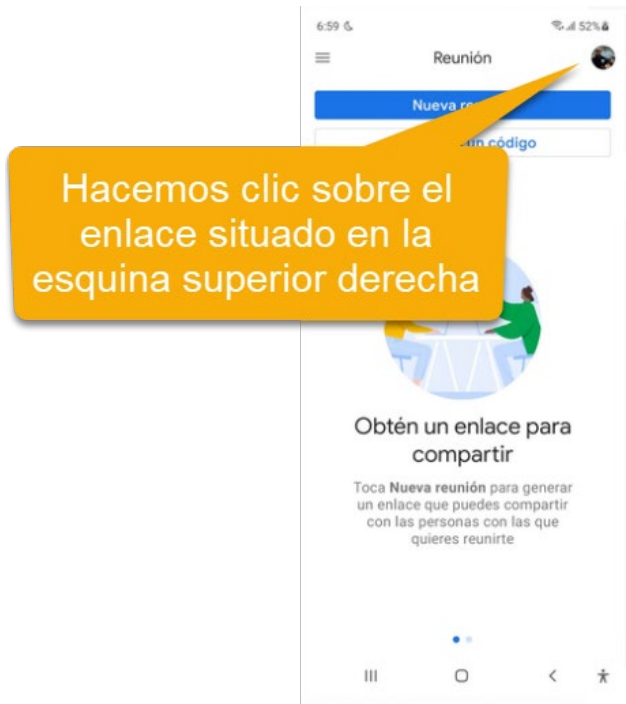 6:59
52%
Reunión
Nueva
un código
Hacemos clic sobre el
enlace situado en la
esquina superior derecha
Obtén un enlace para
compartir
Toca Nueva reunión para generar
un enlace que puedes compartir
con las personas con las que
quieres reunirte